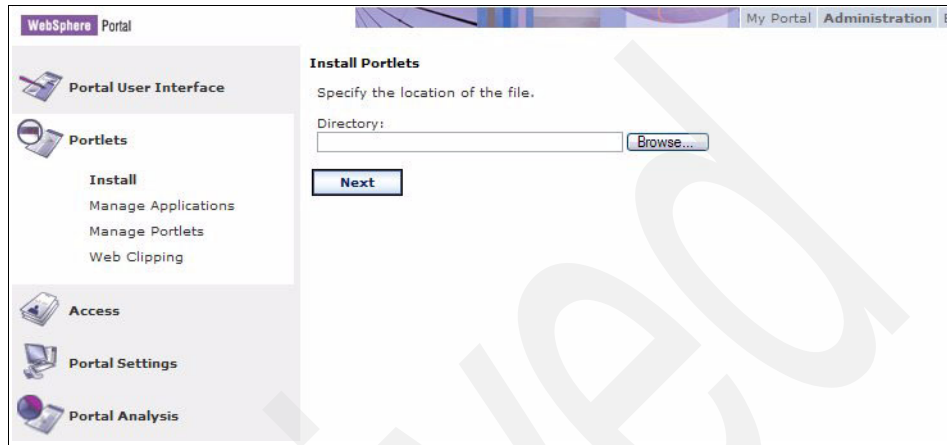 WebSphere Portal
My Portal Administration
Portal User Interface
Portlets
Install
Manage Applications
Manage Portlets
Web Clipping
Access
Portal Settings
Portal Analysis
Install Portlets
Specify the location of the file.
Directory:
Browse...
Next